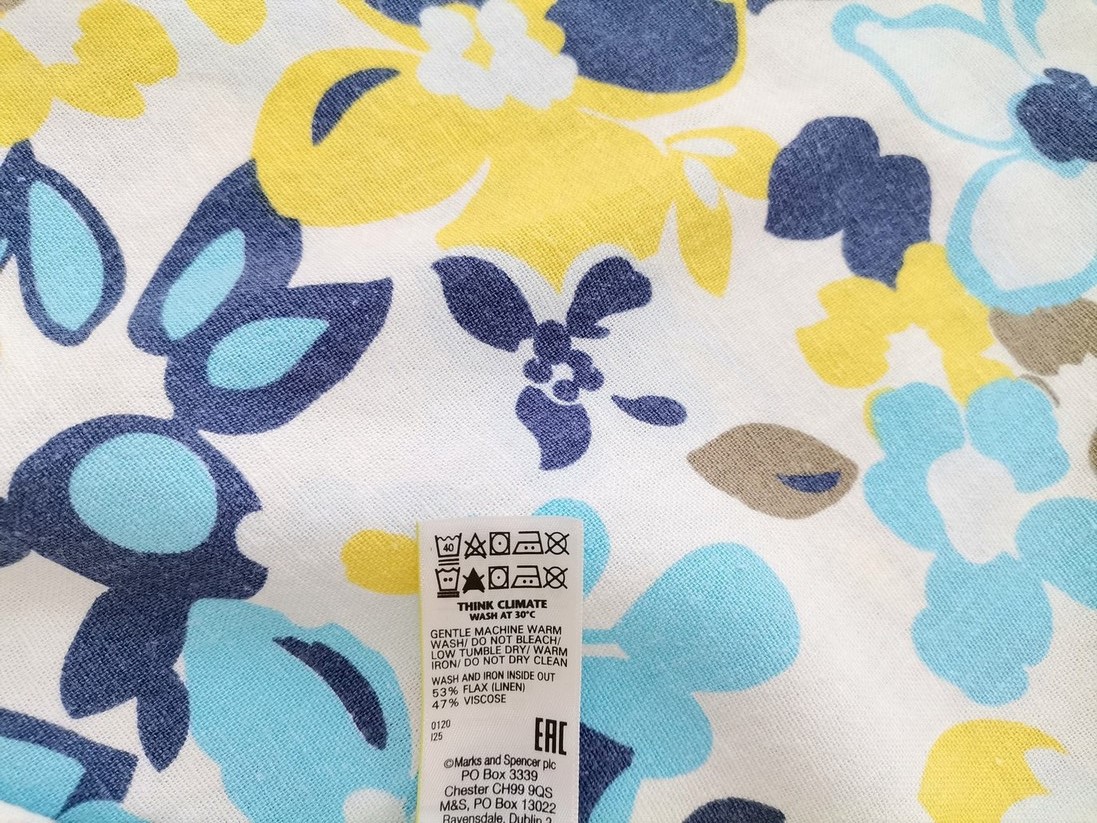 40
THINK CLIMATE
WASH AT 30°C
GENTLE MACHINE WARM
WASH/ DO NOT BLEACH/
LOW TUMBLE DRY/ WARM
IRON/ DO NOT DRY CLEAN
WASH AND IRON INSIDE OUT
53% FLAX (LINEN)
47% VISCOSE
0120
I25
EAC
©Marks and Spencer plc
PO Box 3339
Chester CH99 9QS
M&S, PO Box 13022
Ravensdale, Dublin 2